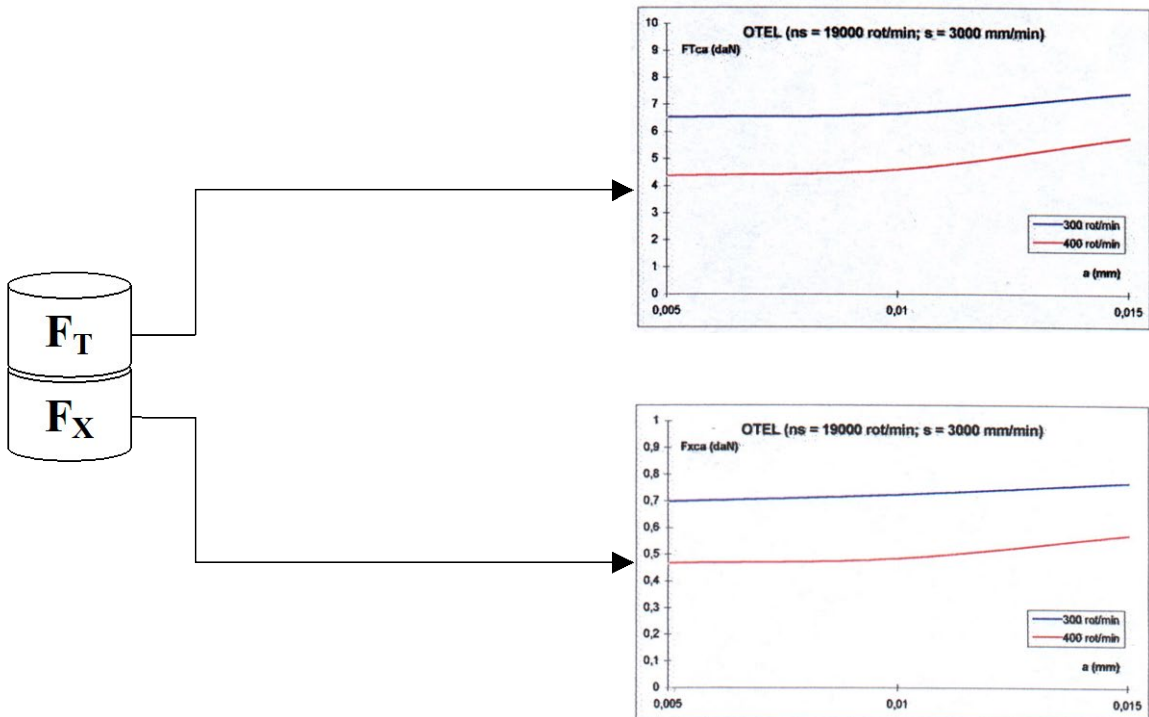 OTEL (ns = 19000 rot/min; s = 3000 mm/min)
FTca (daN)
10
9
8
7
6
5
4
3
2
1
0
300 rot/min
400 rot/min
a (mm)
0,005
0,01
0,015
FT
FX
OTEL (ns = 19000 rot/min; s = 3000 mm/min)
Fxca (daN)
1
0,9
0,8
0,7
0,6
0,5
0,4
0,3
0,2
0,1
0
300 rot/min
400 rot/min
a (mm)
0,005
0,01
0,015